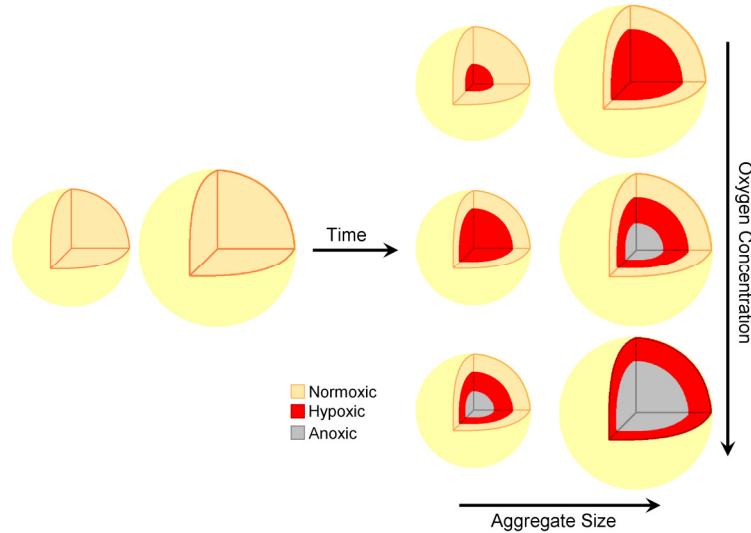 Time
Oxygen Concentration
Normoxic
Hypoxic
Anoxic
Aggregate Size